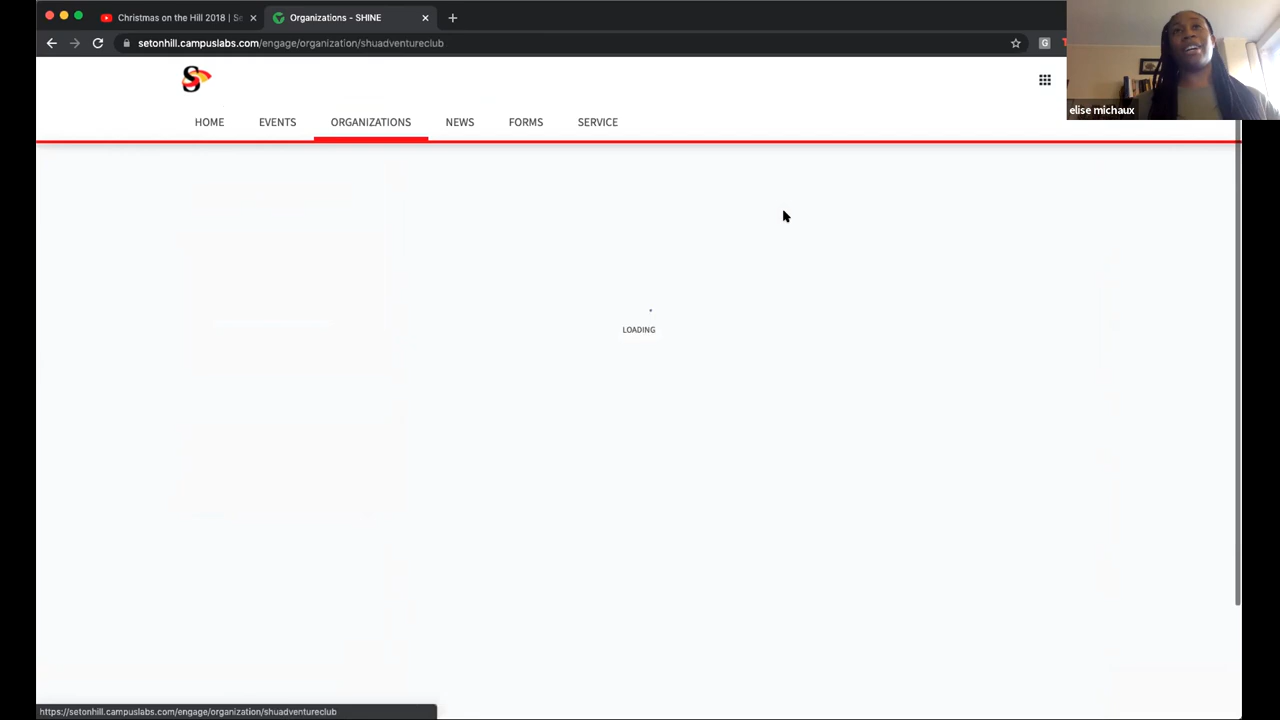 Christmas on the Hill 2018 | Se
Organizations - SHINE
setonhill.campuslabs.com/engage/organization/shuadventureclub
G
elise michaux
S
HOME EVENTS ORGANIZATIONS NEWS FORMS SERVICE
LOADING
https://setonhill.campuslabs.com/engage/organization/shuadventureclub